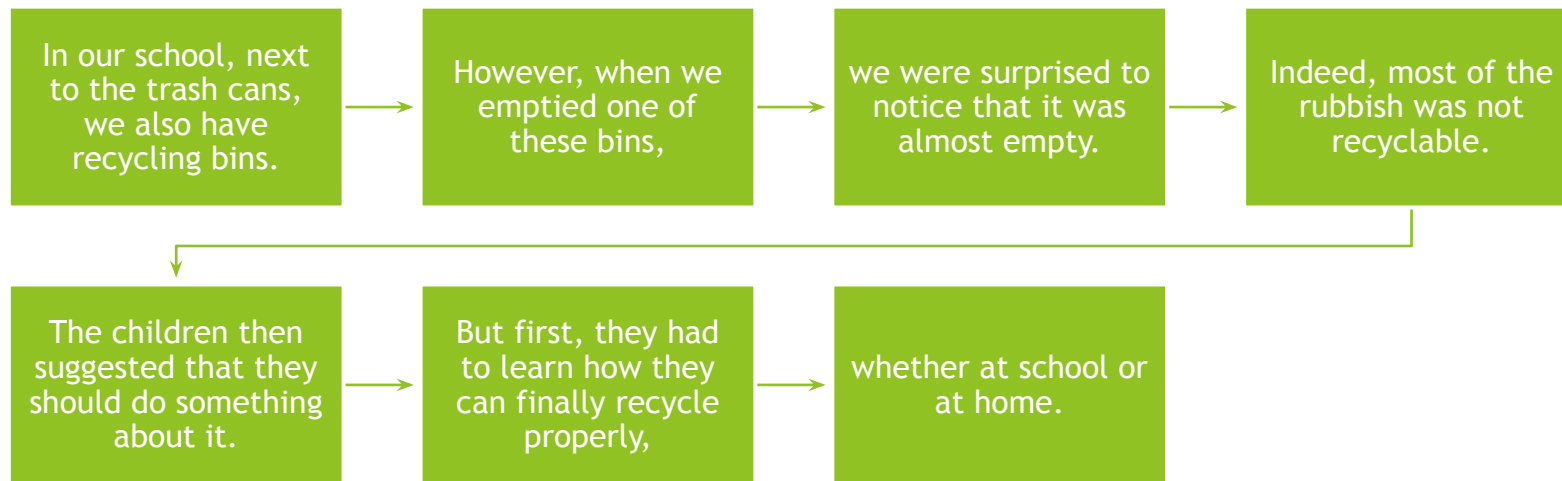 In our school, next
to the trash cans,
we also have
recycling bins.
However, when we
emptied one of
these bins,
we were surprised to
notice that it was
almost empty.
Indeed, most of the
rubbish was not
recyclable.
The children then
suggested that they
should do something
about it.
But first, they had
to learn how they
can finally recycle
properly,
whether at school or
at home.